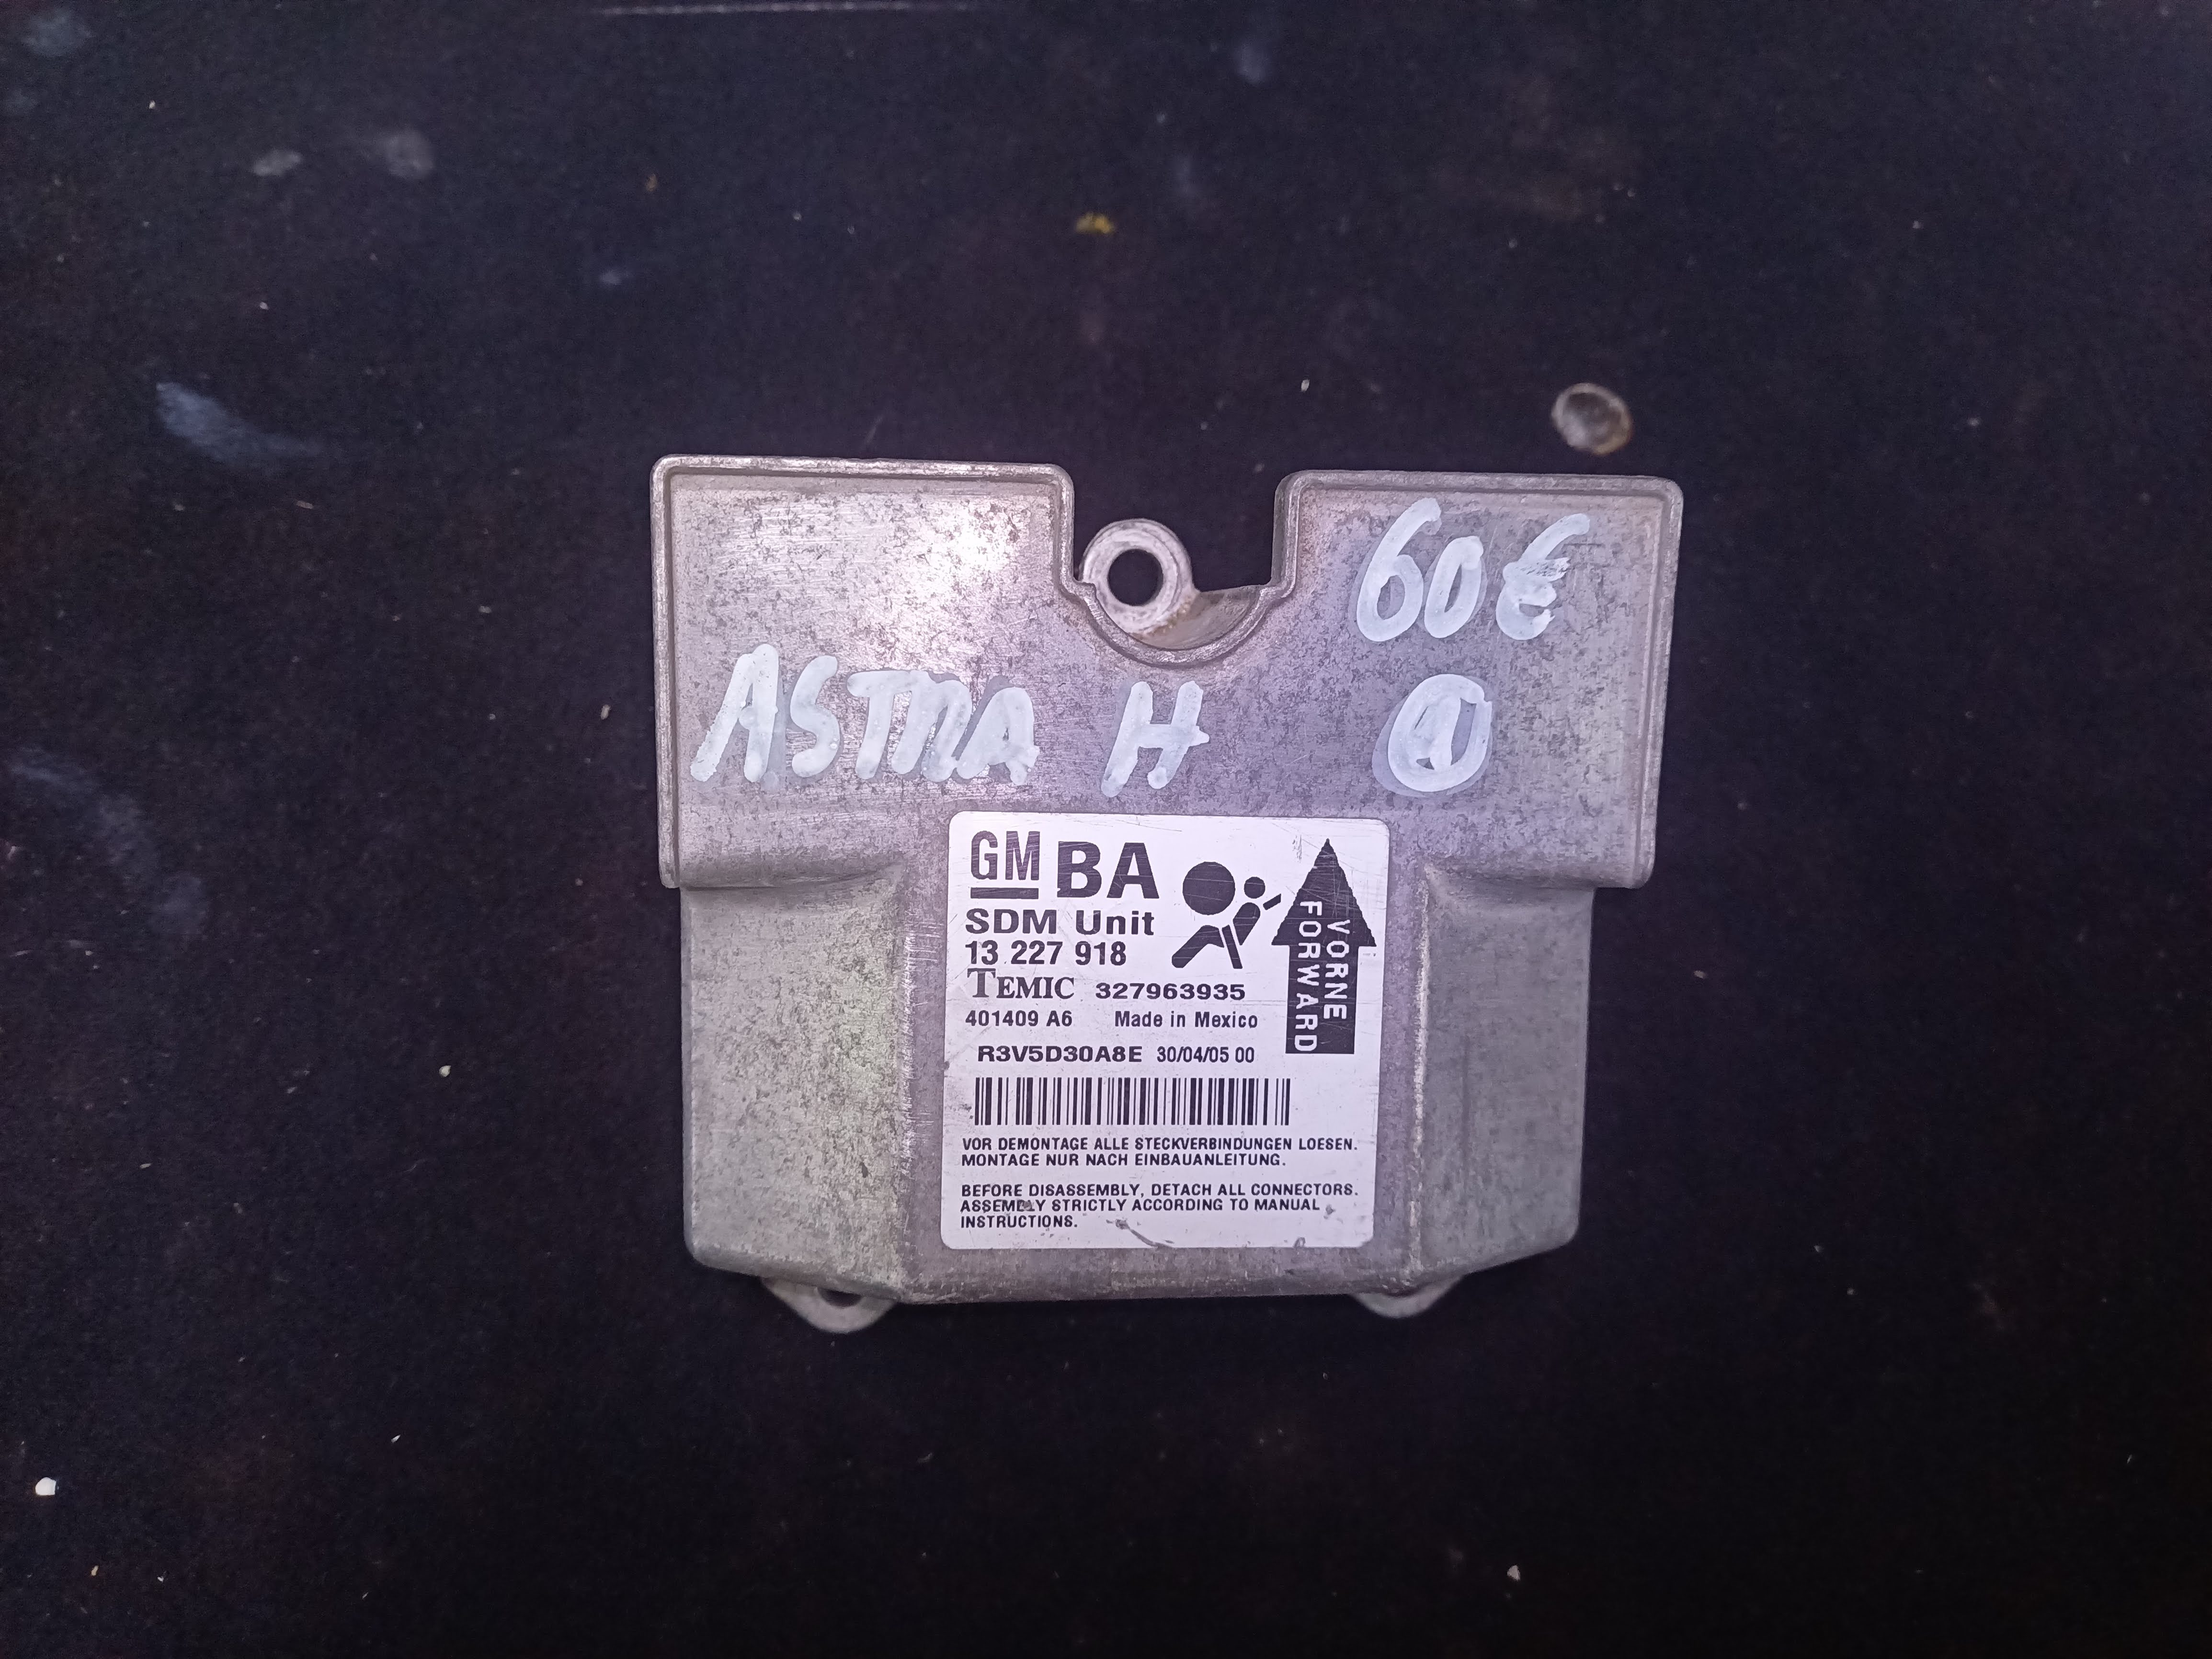 60€
ASTRA H ①
GM BA
SDM Unit
13 227 918
TEMIC 327963935
401409 A6 Made in Mexico
R3V5D30A8E 30/04/05 00
VORNE
FORWARD
VOR DEMONTAGE ALLE STECKVERBINDUNGEN LOESEN.
MONTAGE NUR NACH EINBAUANLEITUNG.
BEFORE DISASSEMBLY, DETACH ALL CONNECTORS.
ASSEMBLY STRICTLY ACCORDING TO MANUAL
INSTRUCTIONS.